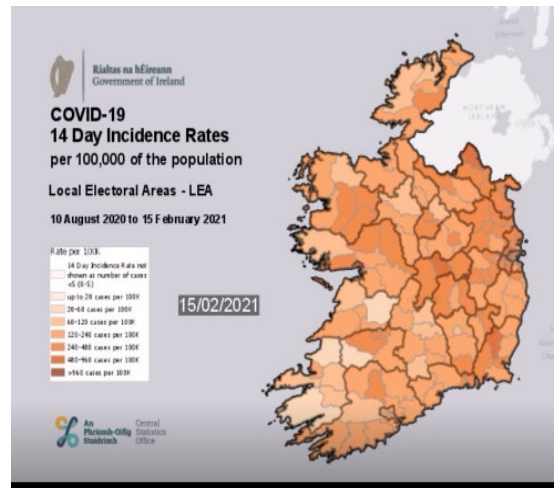 Rialtas na hÉireann
Government of Ireland
COVID-19
14 Day Incidence Rates
per 100,000 of the population
Local Electoral Areas - LEA
10 August 2020 to 15 February 2021
Rate per 100K
14 Day Incidence Rate not
shown as number of cases
<5 (0-5)
up to 20 cases per 100K
20-60 cases per 100K
60-120 cases per 100K
120-240 cases per 100K
240-480 cases per 100K
480-960 cases per 100K
>960 cases per 100K
15/02/2021
NORTHERN
IRELAND
An
Phríomh-Oifig
Staidrimh
Central
Statistics
Office